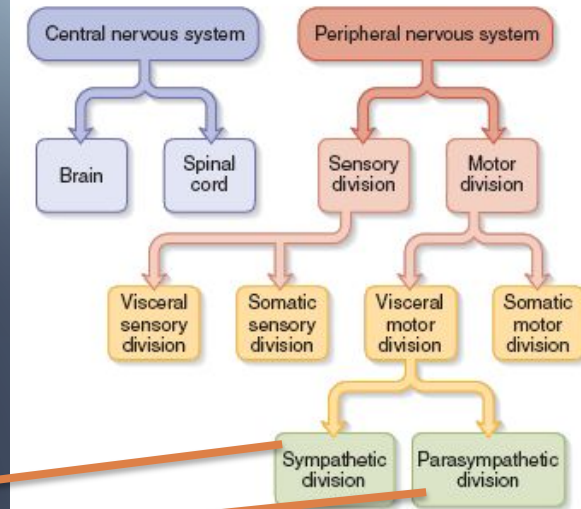 Central nervous system
Peripheral nervous system
Brain
Spinal
cord
Sensory
division
Motor
division
Visceral
sensory
division
Somatic
sensory
division
Visceral
motor
division
Somatic
motor
division
Sympathetic
division
Parasympathetic
division